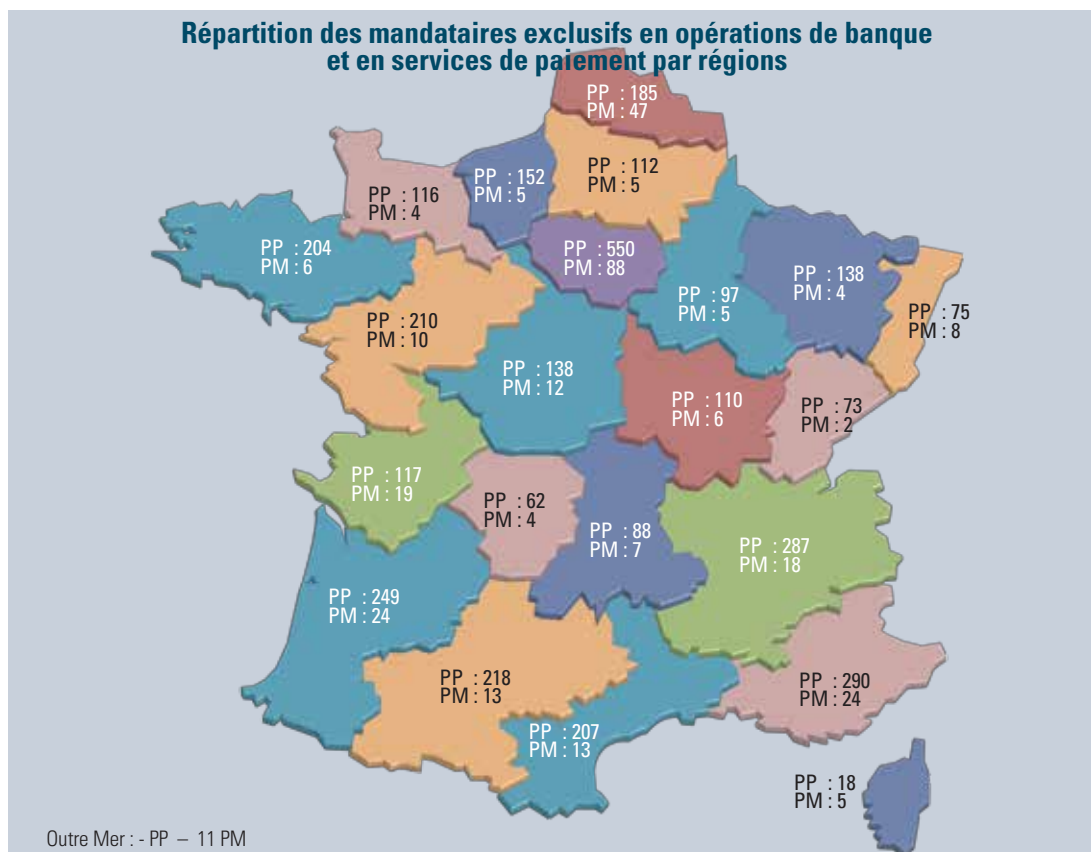 Répartition des mandataires exclusifs en opérations de banque
et en services de paiement par régions
PP : 185
PM : 47
PP : 112
PM : 5
PP : 152
PM : 5
PP : 116
PM : 4
PP : 204
PM : 6
PP : 550
PM : 88
PP : 138
PM : 4
PP : 97
PM : 5
PP : 75
PM : 8
PP : 210
PM : 10
PP : 138
PM : 12
PP : 110
PM : 6
PP : 73
PM : 2
PP : 117
PM : 19
PP : 62
PM : 4
PP : 88
PM : 7
PP : 287
PM : 18
PP : 249
PM : 24
PP : 218
PM : 13
PP : 290
PM : 24
PP : 207
PM : 13
PP : 18
PM : 5
Outre Mer : - PP – 11 PM